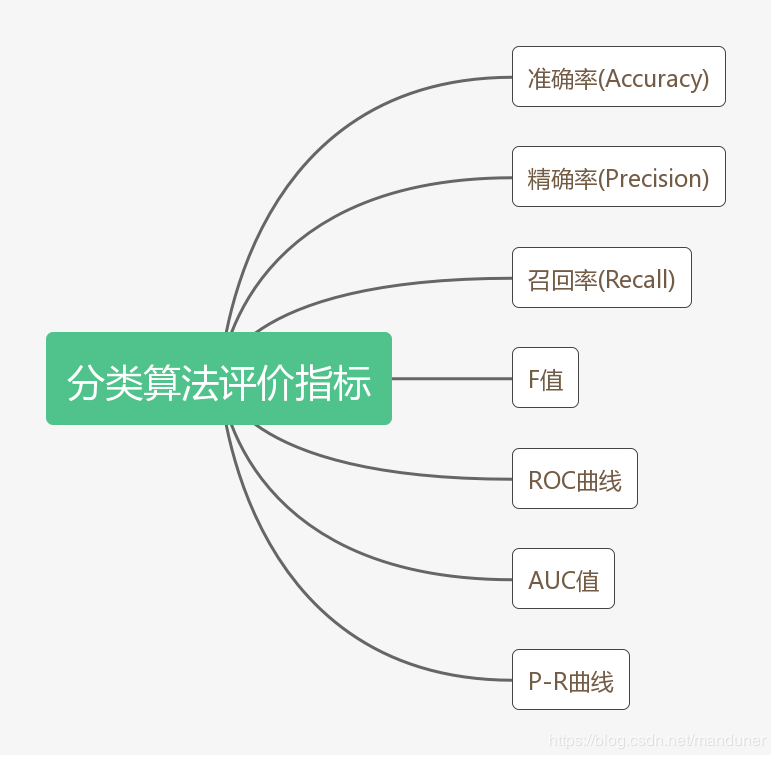 准确率(Accuracy)
精确率(Precision)
召回率(Recall)
分类算法评价指标
F值
ROC曲线
AUC值
P-R曲线
https://blog.csdn.net/manduner